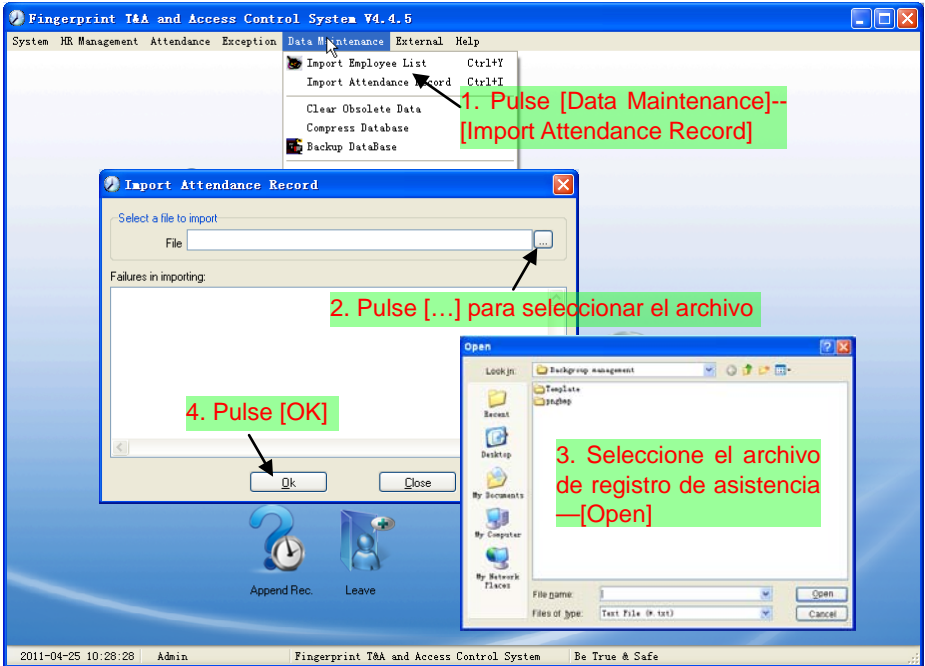 Fingerprint T&A and Access Control System V4.4.5
System HR Management Attendance Exception Data Maintenance External Help
Import Employee List Ctrl+Y
Import Attendance Record Ctrl+I
Clear Obsolete Data
Compress Database
Backup DataBase
1. Pulse [Data Maintenance]--
[Import Attendance Record]
Import Attendance Record
Select a file to import
File
...
Failures in importing:
2. Pulse […] para seleccionar el archivo
4. Pulse [OK]
Ok Close
Open
Look in: Backgroup management
Template
Recent
Desktop
My Documents
My Computer
My Network
Places
3. Seleccione el archivo
de registro de asistencia
—[Open]
File name: Open
Files of type: Text File (*.txt) Cancel
Append Rec. Leave
2011-04-25 10:28:28 Admin Fingerprint T&A and Access Control System Be True & Safe